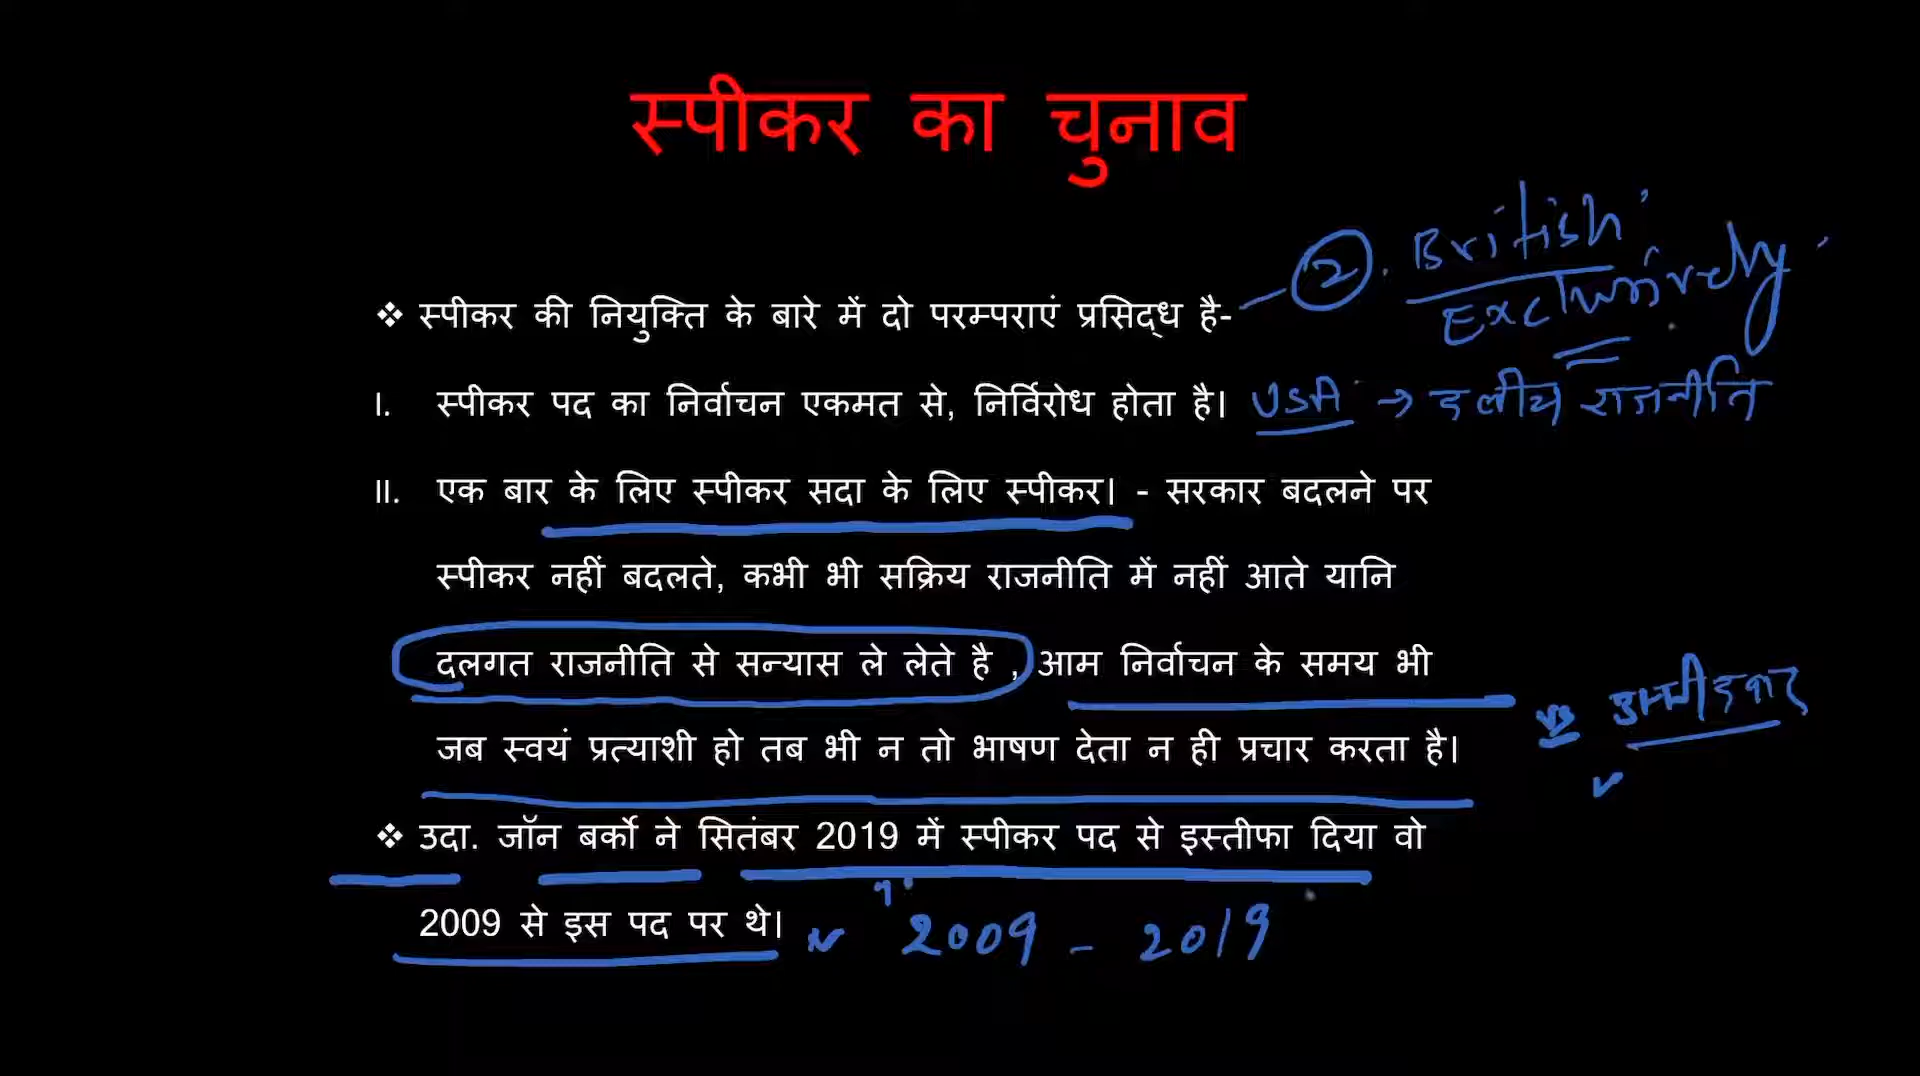 स्पीकर का चुनाव
2. British
Exclusively
❖ स्पीकर की नियुक्ति के बारे में दो परम्पराएं प्रसिद्ध है-
I. स्पीकर पद का निर्वाचन एकमत से, निर्विरोध होता है। USA → दलीय राजनीति
II. एक बार के लिए स्पीकर सदा के लिए स्पीकर। - सरकार बदलने पर
स्पीकर नहीं बदलते, कभी भी सक्रिय राजनीति में नहीं आते यानि
दलगत राजनीति से सन्यास ले लेते है , आम निर्वाचन के समय भी
vs उम्मीदवार
जब स्वयं प्रत्याशी हो तब भी न तो भाषण देता न ही प्रचार करता है।
❖ उदा. जॉन बर्को ने सितंबर 2019 में स्पीकर पद से इस्तीफा दिया वो
2009 से इस पद पर थे। 2009 - 2019